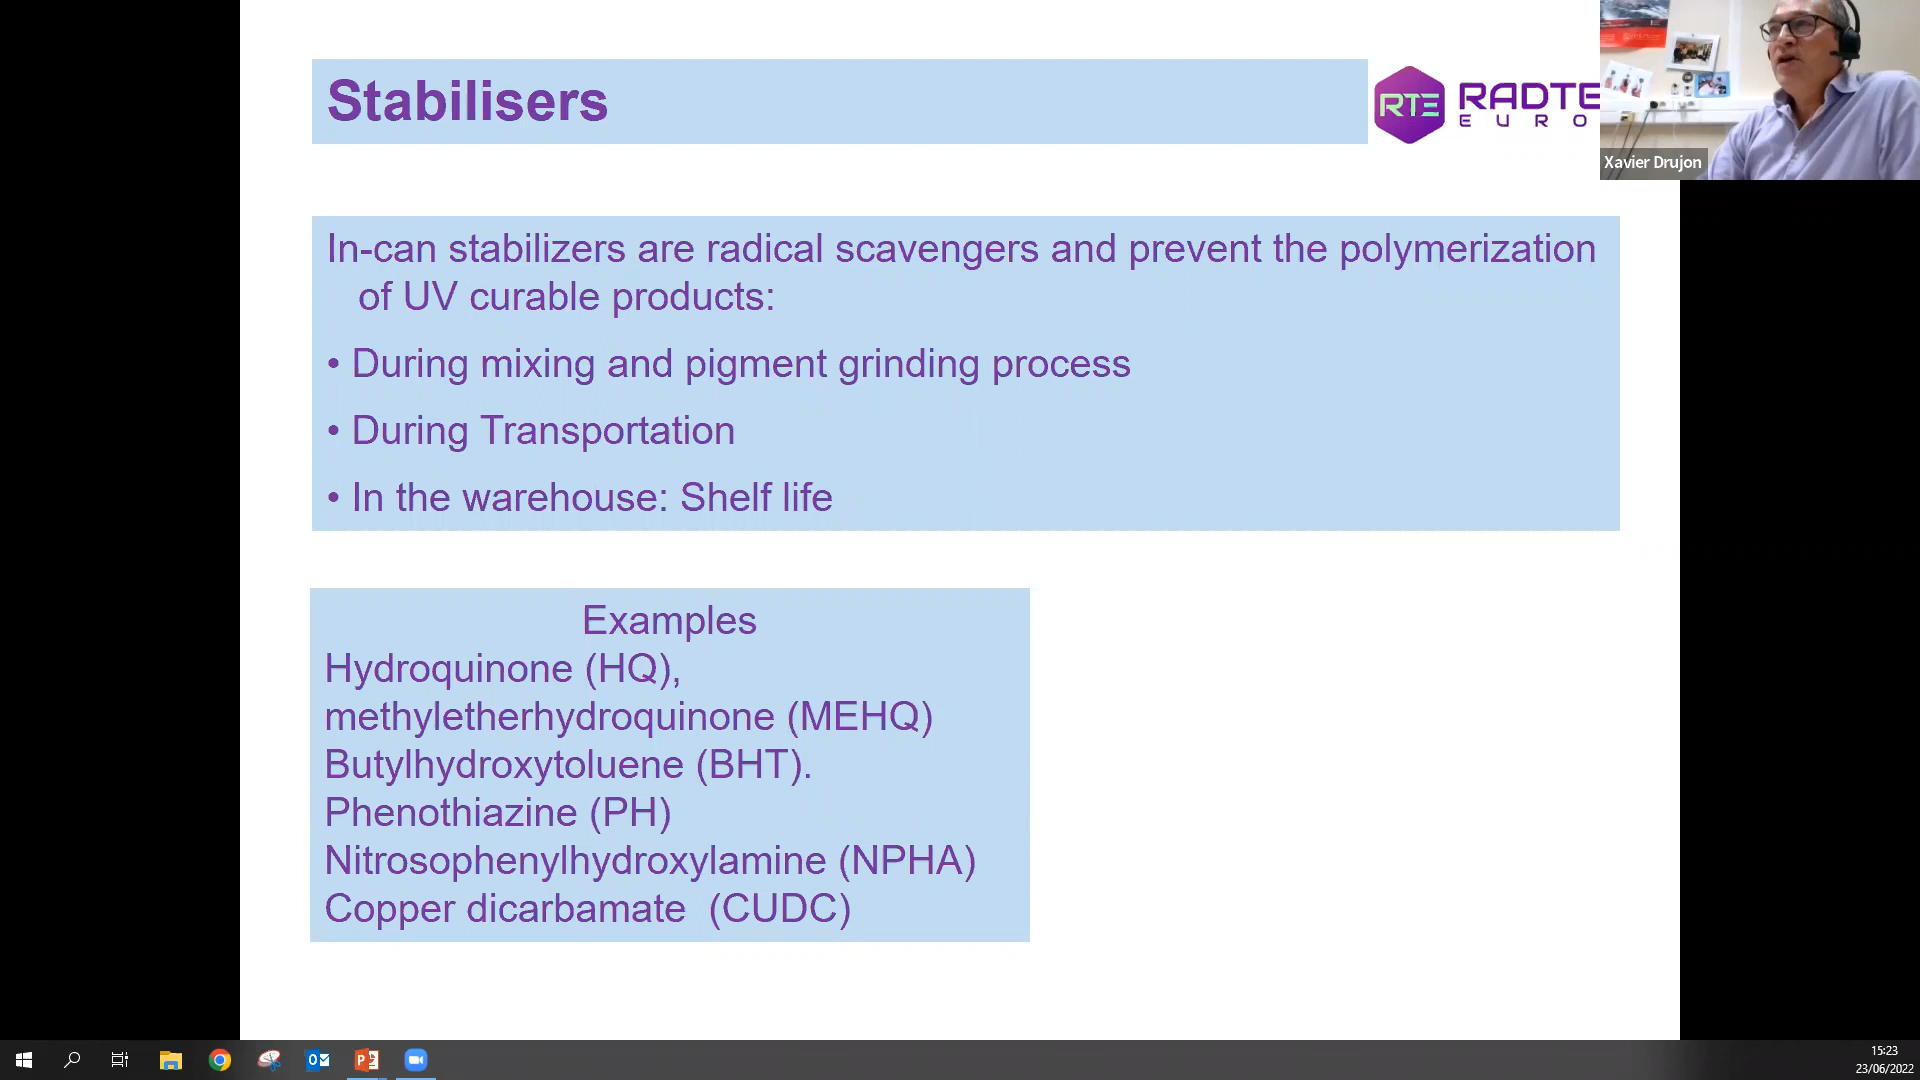 Stabilisers
RTE RADTE
EURO
Xavier Drujon
In-can stabilizers are radical scavengers and prevent the polymerization
of UV curable products:
• During mixing and pigment grinding process
• During Transportation
• In the warehouse: Shelf life
Examples
Hydroquinone (HQ),
methyletherhydroquinone (MEHQ)
Butylhydroxytoluene (BHT).
Phenothiazine (PH)
Nitrosophenylhydroxylamine (NPHA)
Copper dicarbamate (CUDC)
15:23
23/06/2022